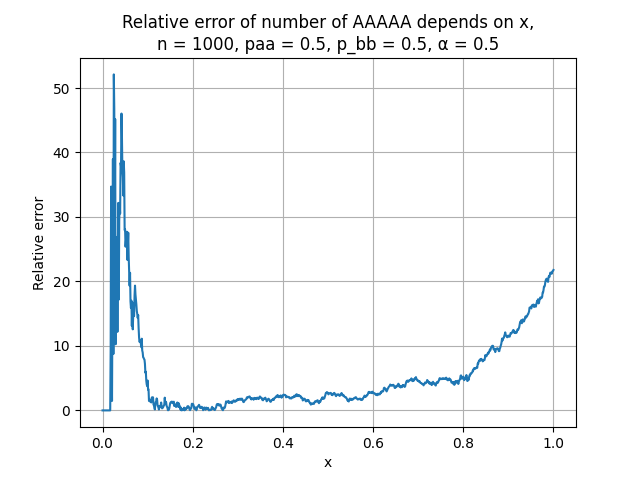 Relative error of number of AAAAA depends on x,
n = 1000, paa = 0.5, p_bb = 0.5, α = 0.5
50
40
30
20
10
0
Relative error
0.0 0.2 0.4 0.6 0.8 1.0
x